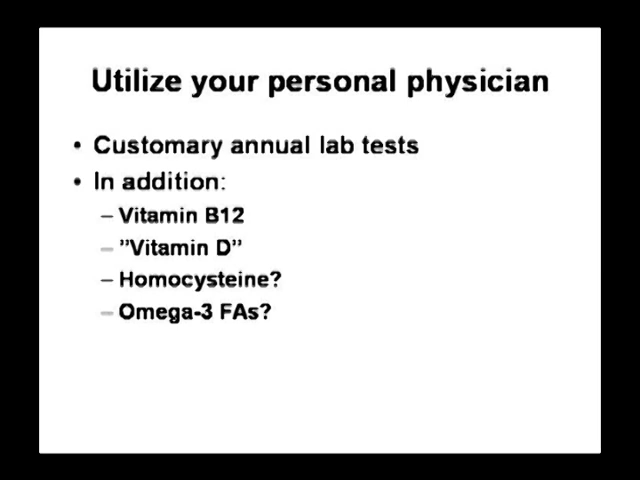 Utilize your personal physician
• Customary annual lab tests
• In addition:
– Vitamin B12
– ”Vitamin D”
– Homocysteine?
– Omega-3 FAs?